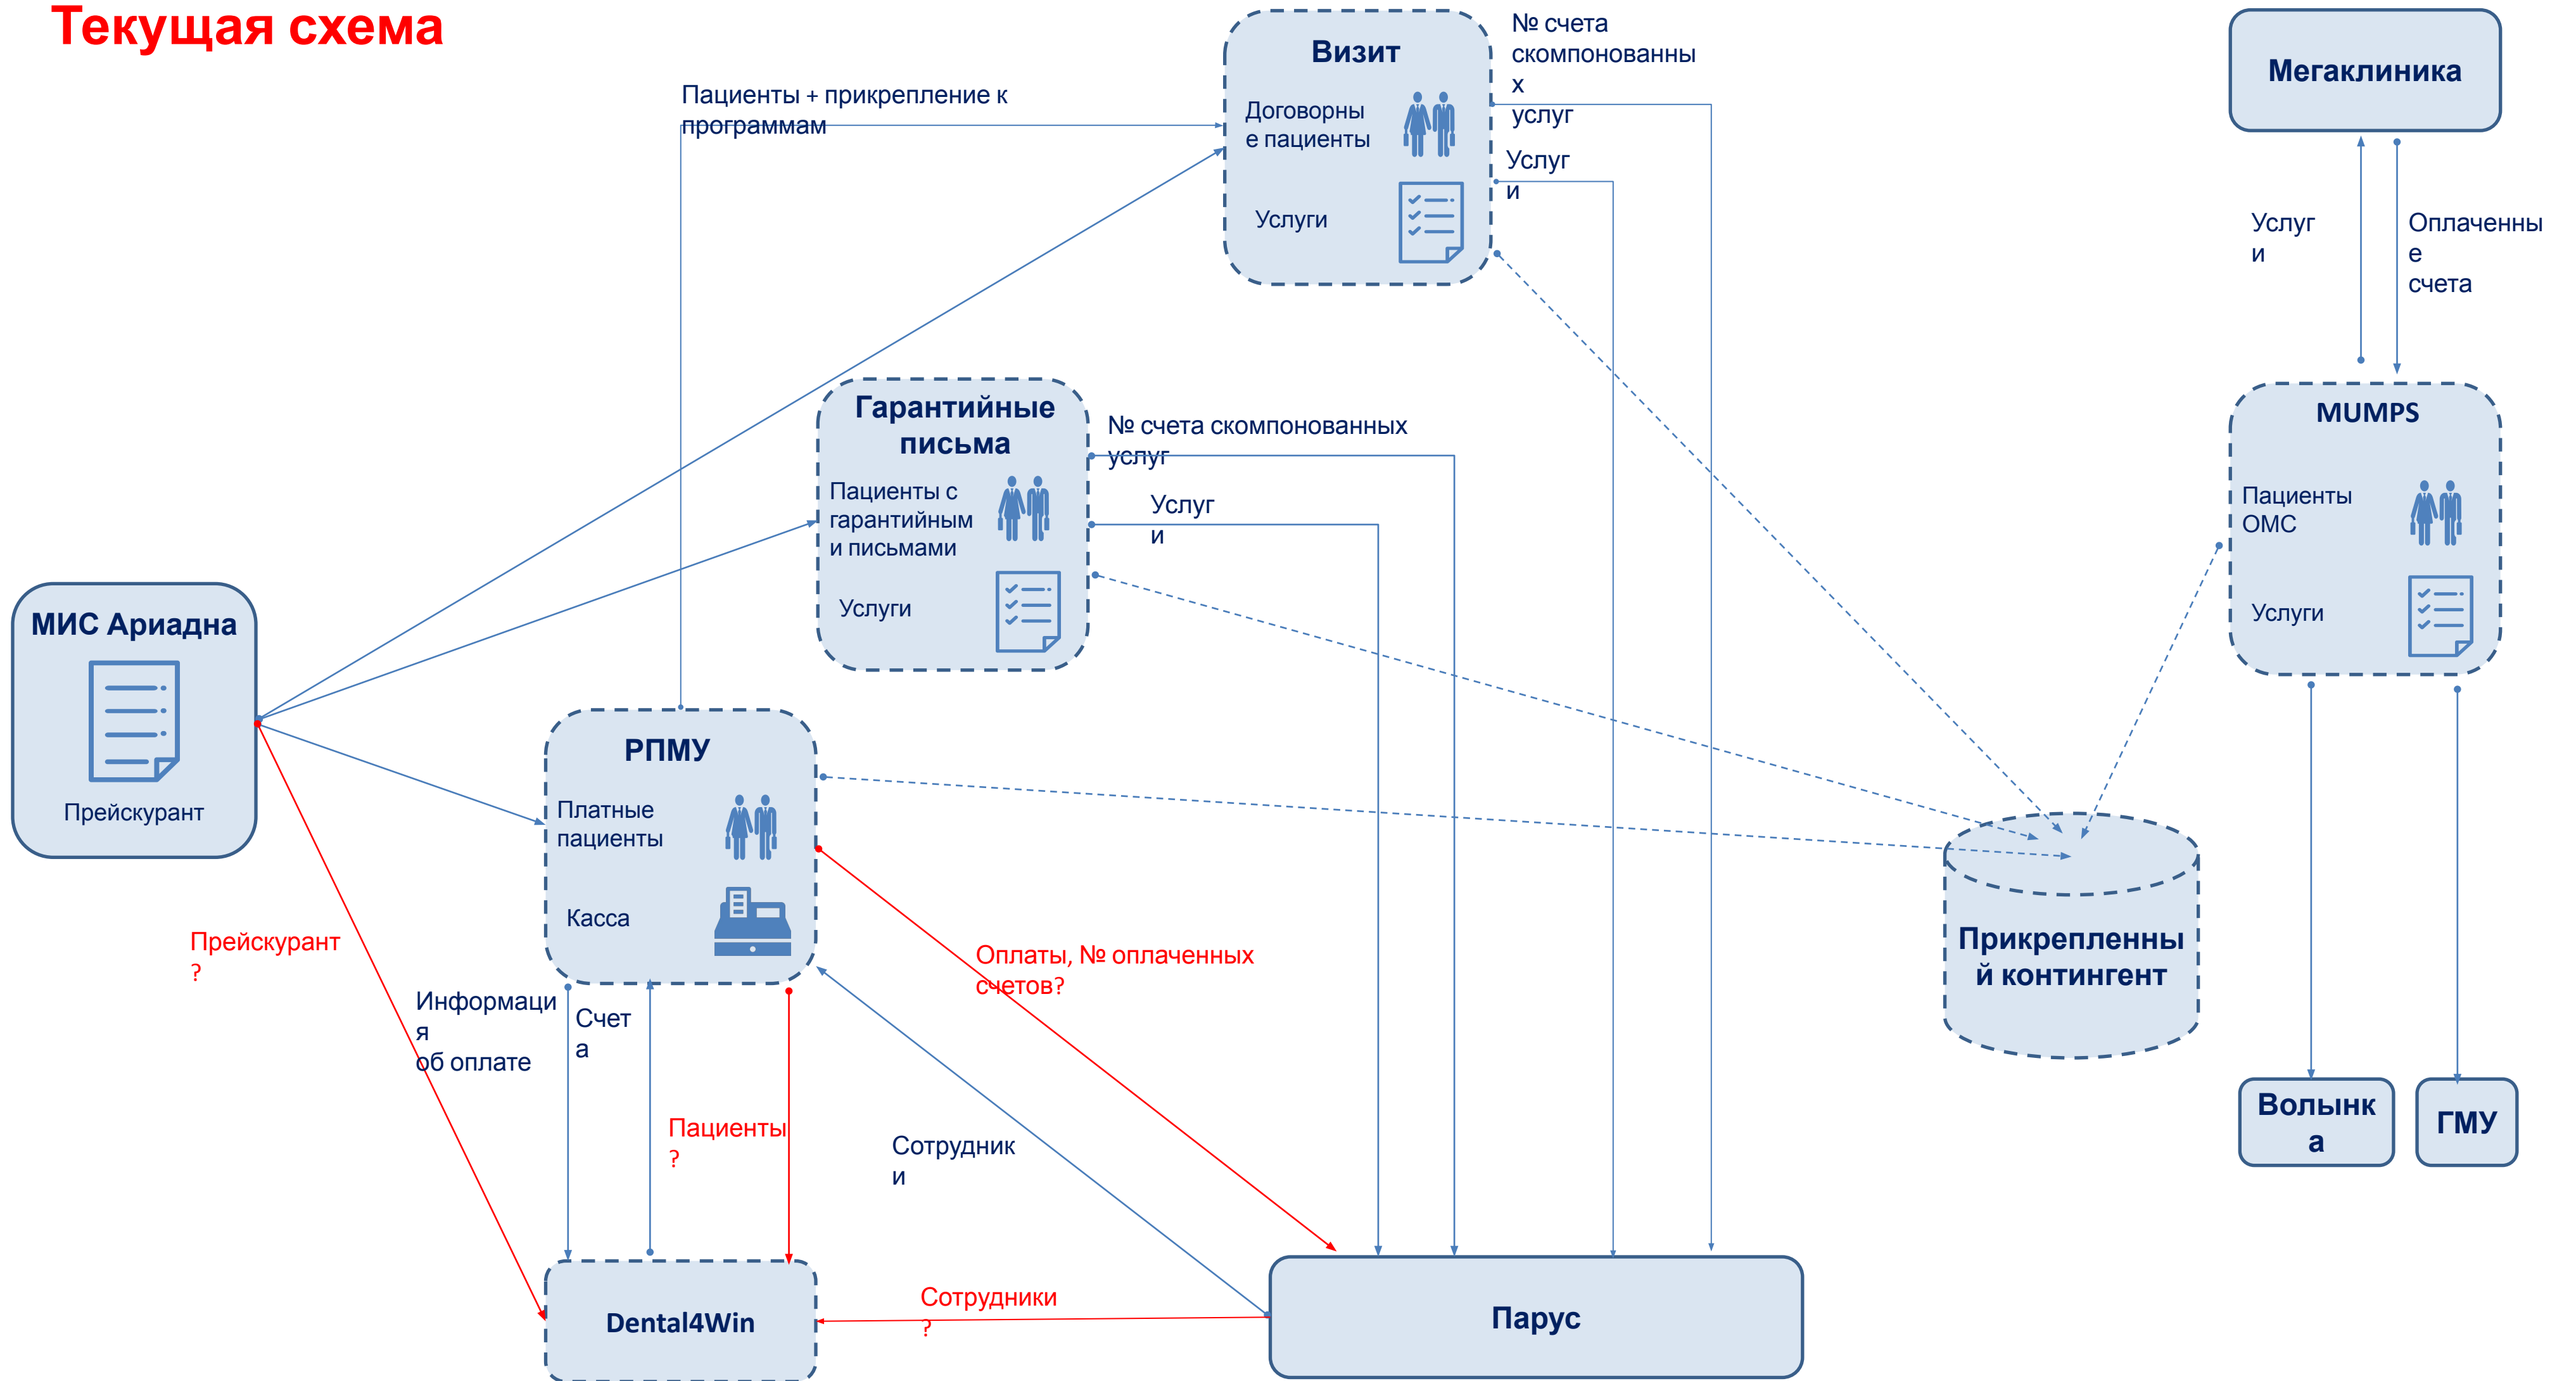 Текущая схема
Визит
Договорны
е пациенты
Услуги
№ счета
скомпонованны
х
услуг
Услуг
и
Мегаклиника
Пациенты + прикрепление к
программам
Услуг
и
Оплаченны
е
счета
Гарантийные
письма
Пациенты с
гарантийным
и письмами
Услуги
№ счета скомпонованных
услуг
Услуг
и
MUMPS
Пациенты
ОМС
Услуги
МИС Ариадна
Прейскурант
РПМУ
Платные
пациенты
Касса
Прикрепленны
й контингент
Прейскурант
?
Информаци
я
об оплате
Счет
а
Оплаты, № оплаченных
счетов?
Пациенты
?
Сотрудник
и
Волынк
а
ГМУ
Сотрудники
?
Dental4Win
Парус